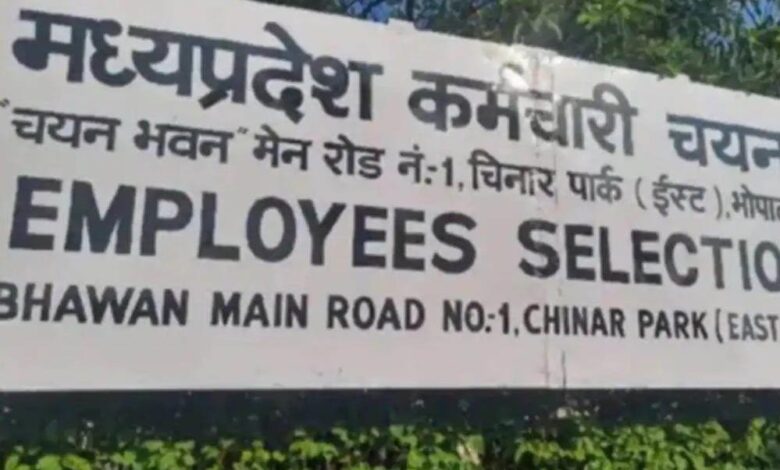 मध्यप्रदेश कर्मचारी चयन
"चयन भवन" मेन रोड नं:-1, चिनार पार्क (ईस्ट), भोपाल
EMPLOYEES SELECTIO
BHAWAN MAIN ROAD NO:-1, CHINAR PARK (EAST